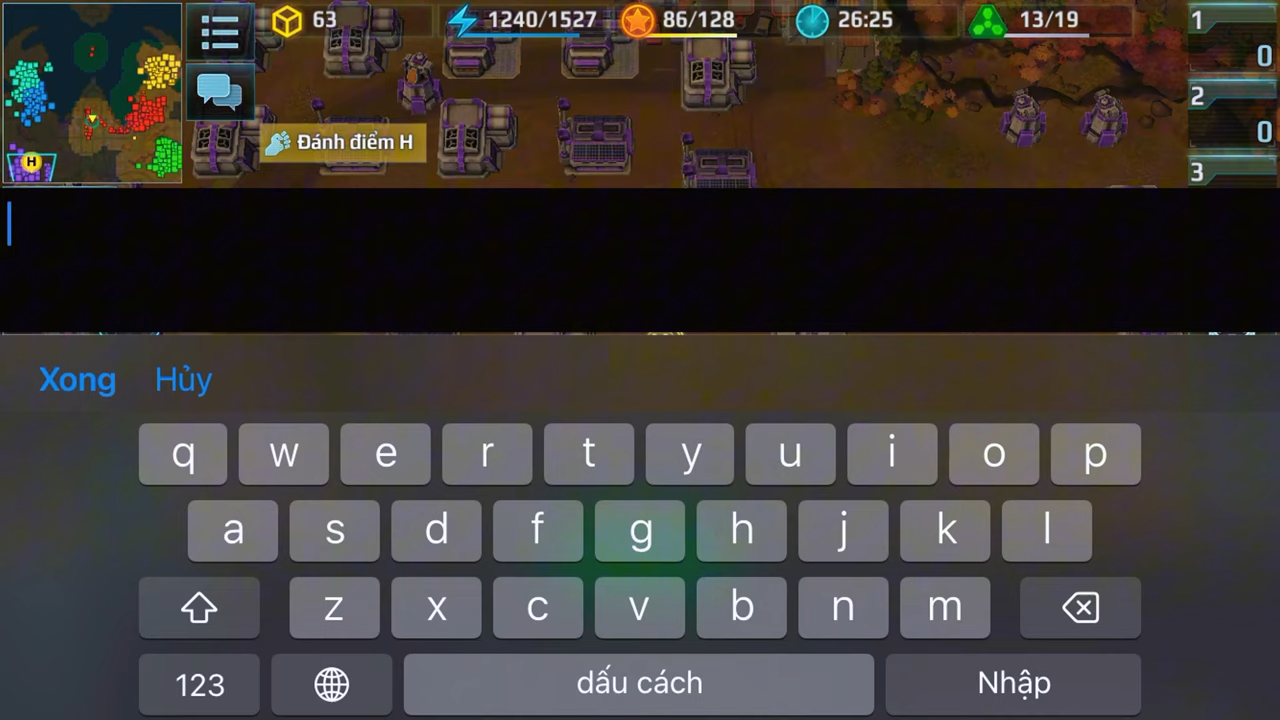 63
1240/1527
86/128
26:25
13/19
1
0
2
0
3
H
Đánh điểm H
Xong
Hủy
q w e r t y u i o p
a s d f g h j k l
z x c v b n m
123
dấu cách
Nhập